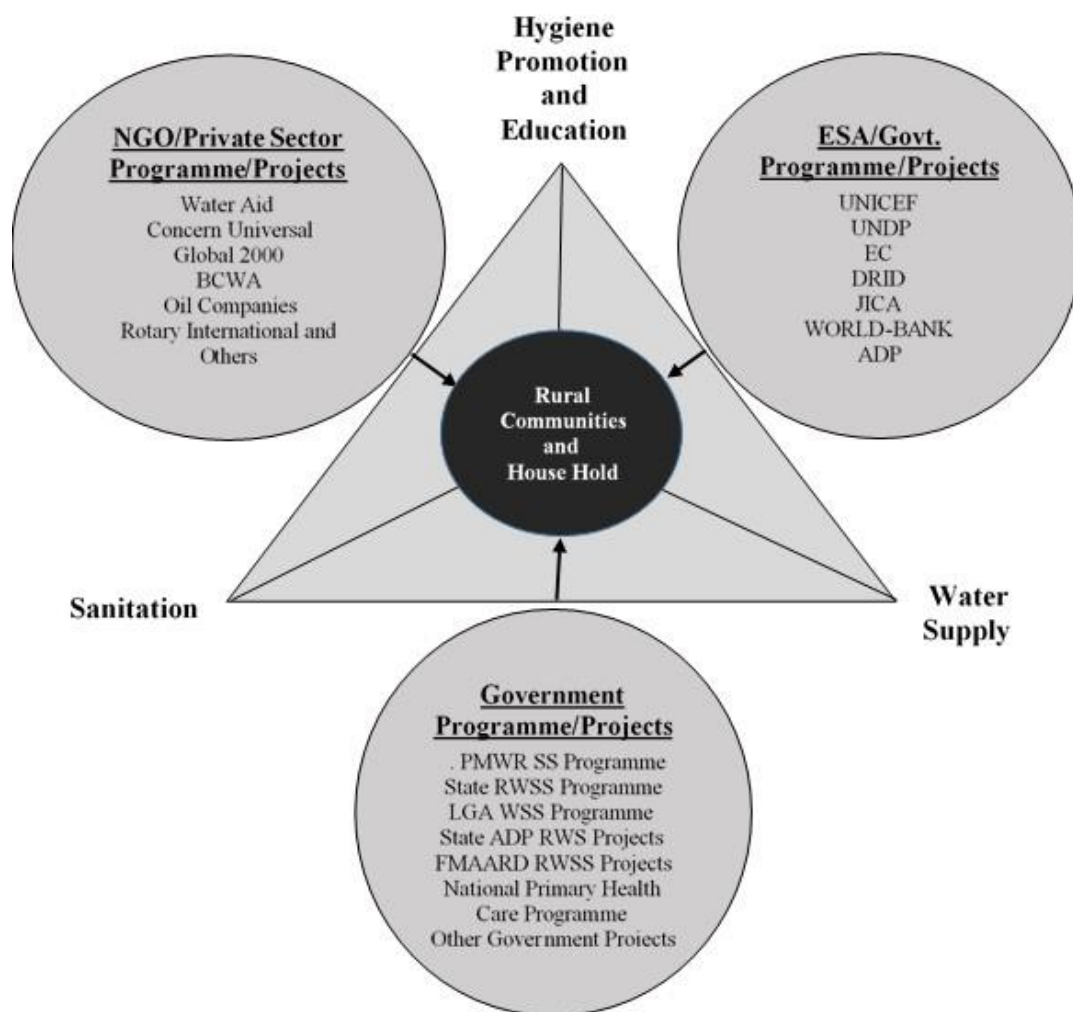 Hygiene
Promotion
and
Education
NGO/Private Sector
Programme/Projects
Water Aid
Concern Universal
Global 2000
BCWA
Oil Companies
Rotary International and
Others
ESA/Govt.
Programme/Projects
UNICEF
UNDP
EC
DRID
JICA
WORLD-BANK
ADP
Rural
Communities
and
House Hold
Sanitation
Water
Supply
Government
Programme/Projects
. PMWR SS Programme
State RWSS Programme
LGA WSS Programme
State ADP RWS Projects
FMAARD RWSS Projects
National Primary Health
Care Programme
Other Government Projects